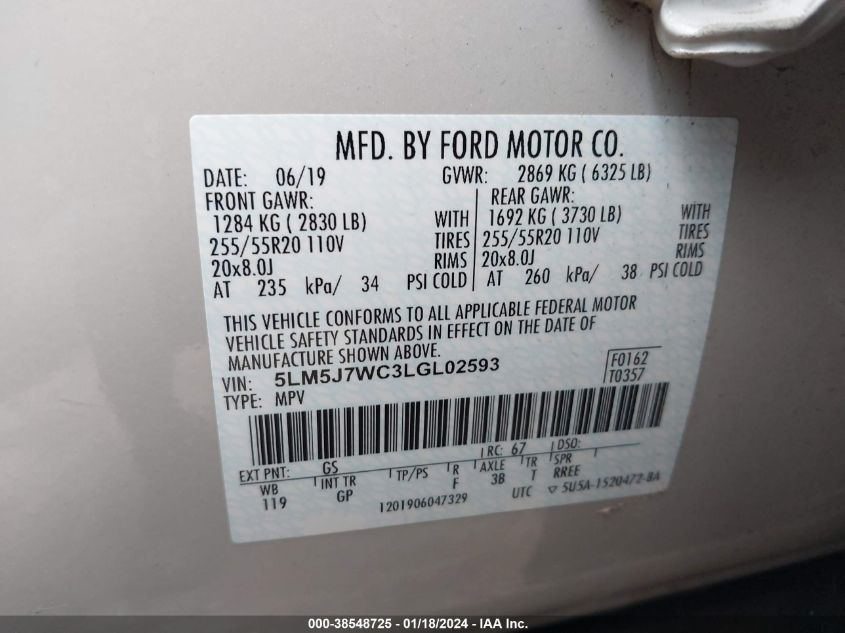 MFD. BY FORD MOTOR CO.
DATE: 06/19 GVWR: 2869 KG ( 6325 LB)
FRONT GAWR: REAR GAWR:
1284 KG ( 2830 LB) WITH 1692 KG ( 3730 LB) WITH
255/55R20 110V TIRES 255/55R20 110V TIRES
20x8.0J RIMS 20x8.0J RIMS
AT 235 kPa/ 34 PSI COLD AT 260 kPa/ 38 PSI COLD
THIS VEHICLE CONFORMS TO ALL APPLICABLE FEDERAL MOTOR
VEHICLE SAFETY STANDARDS IN EFFECT ON THE DATE OF
MANUFACTURE SHOWN ABOVE.
VIN: 5LM5J7WC3LGL02593 F0162
TYPE: MPV T0357
EXT PNT: GS RC: 67 DSO:
WB INT TR TP/PS R AXLE TR SPR
119 GP F 3B T RREE
1201906047329 UTC ▽ 5U5A-1520472-BA
000-38548725 - 01/18/2024 - IAA Inc.